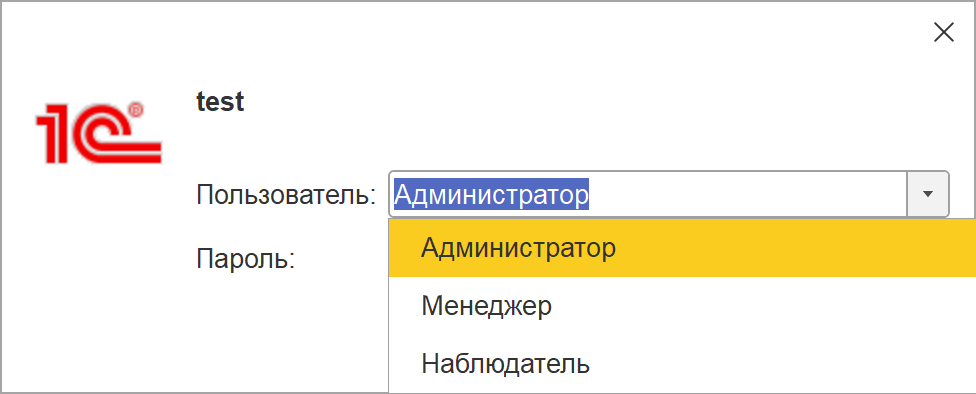 1С®
test
Пользователь: Администратор
Администратор
Пароль:
Менеджер
Наблюдатель